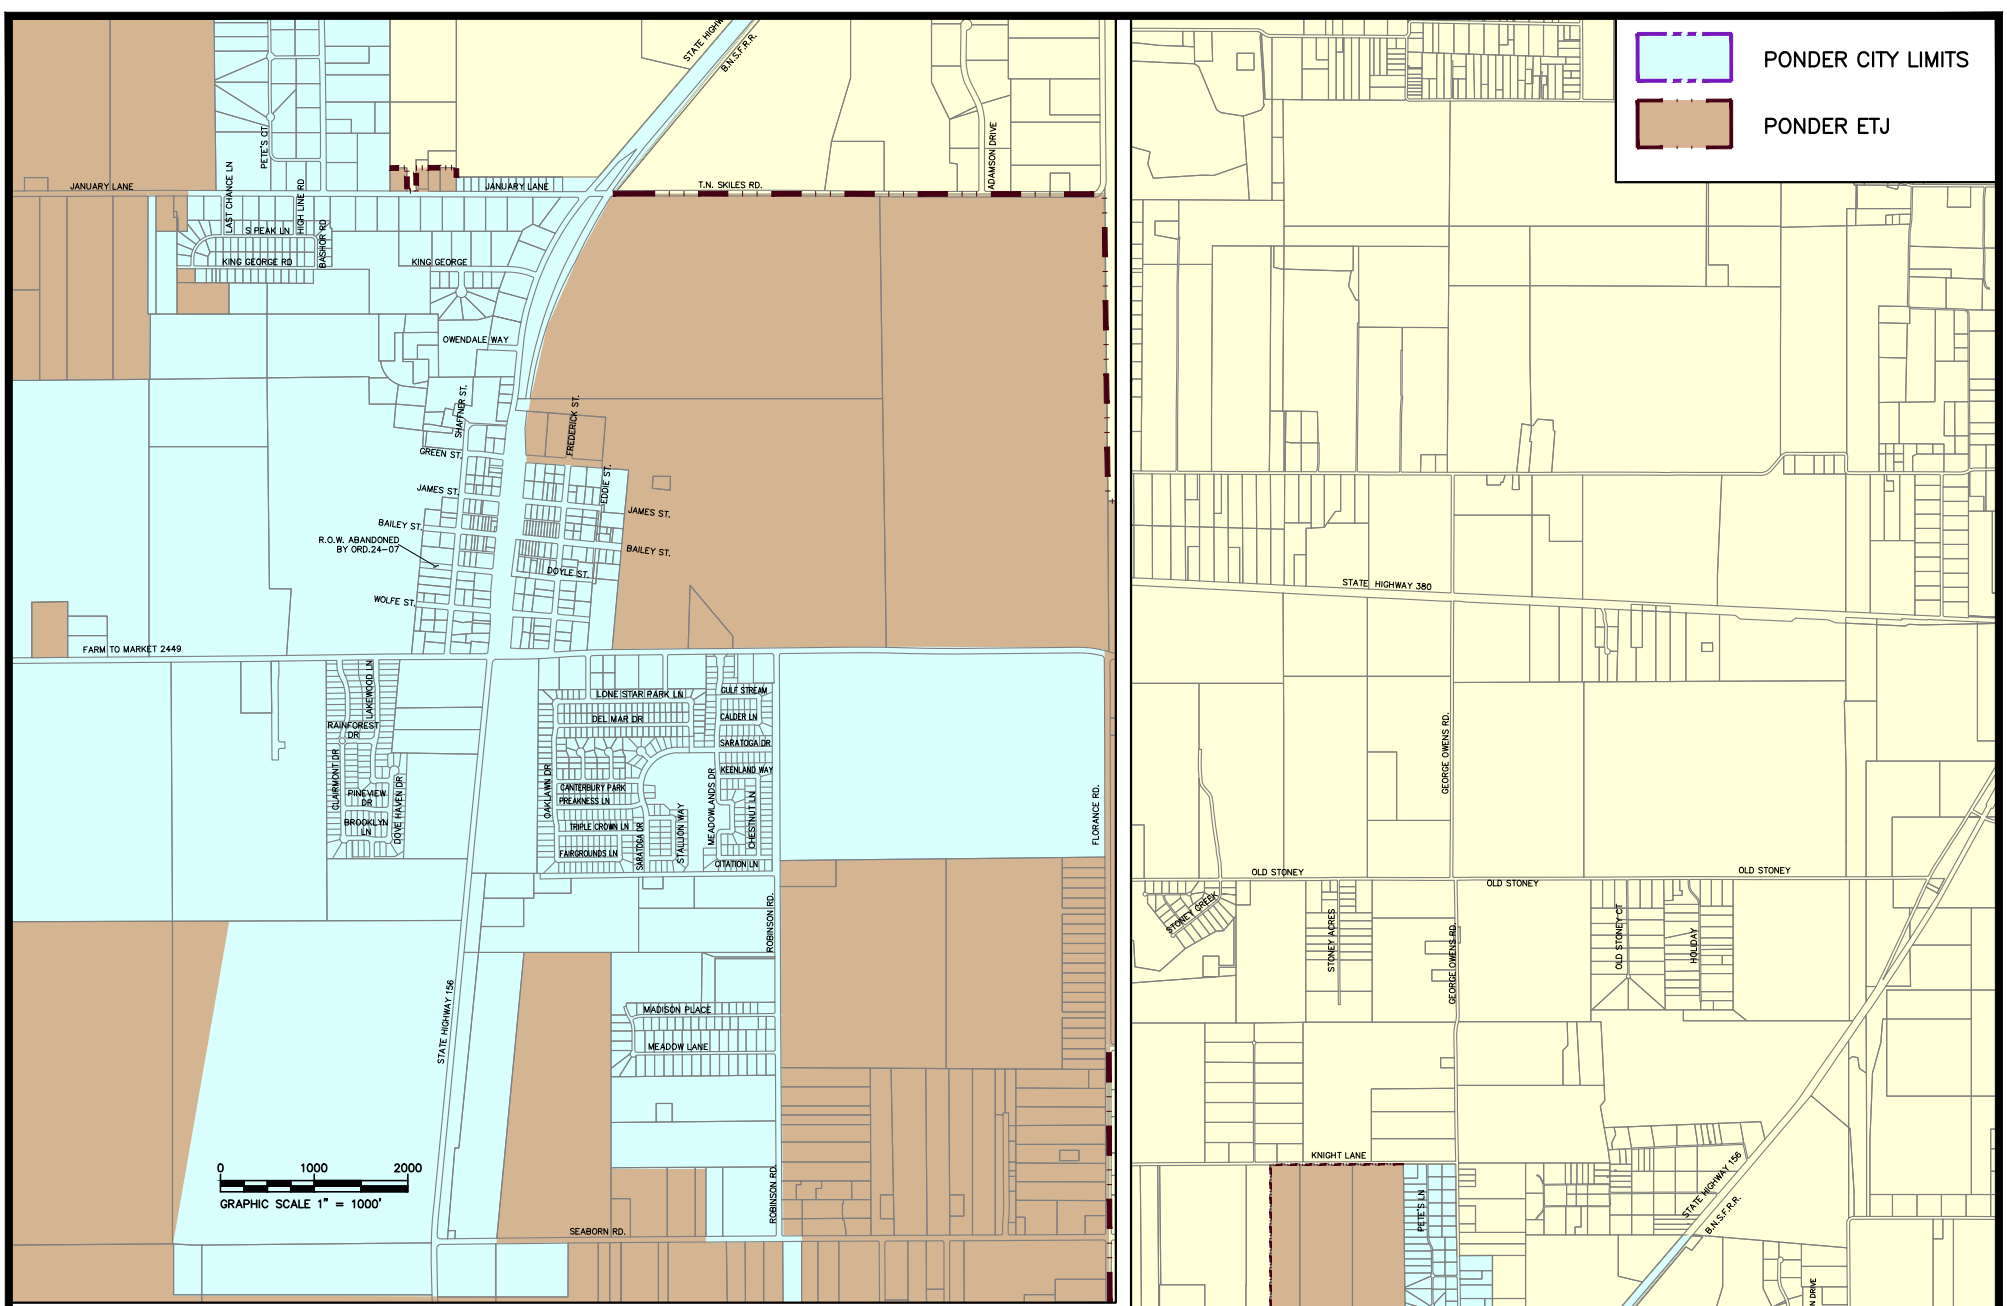 STATE HIGHW
B.N.S.F.R.R.
PETE'S CT.
ADAMSON DRIVE
JANUARY LANE
LAST CHANCE LN
HIGH LINE RD
JANUARY LANE
T.N. SKILES RD.
S PEAK LN
BASHOR RD
KING GEORGE RD
KING GEORGE
OWENDALE WAY
SHAFFNER ST.
FREDERICK ST.
GREEN ST.
EDDIE ST.
JAMES ST.
JAMES ST.
BAILEY ST.
R.O.W. ABANDONED
BY ORD.24-07
BAILEY ST.
DOYLE ST.
WOLFE ST.
FARM TO MARKET 2449
LAKEWOOD LN
RAINFOREST
DR
CLAIRMONT DR
PINEVIEW
DR
BROOKLYN
LN
DOVE HAVEN DR
LONE STAR PARK LN
GULF STREAM
DEL MAR DR
CALDER LN
SARATOGA DR
KEENLAND WAY
OAKLAWN DR
CANTERBURY PARK
PREAKNESS LN
MEADOWLANDS DR
CHESTNUT LN
TRIPLE CROWN LN
STALLION WAY
SARATOGA DR
FAIRGROUNDS LN
CITATION LN
FLORANCE RD.
ROBINSON RD.
STATE HIGHWAY 156
MADISON PLACE
MEADOW LANE
0 1000 2000
GRAPHIC SCALE 1" = 1000'
ROBINSON RD.
SEABORN RD.
PONDER CITY LIMITS
PONDER ETJ
STATE HIGHWAY 380
GEORGE OWENS RD.
OLD STONEY
OLD STONEY
OLD STONEY
STONEY CREEK
STONEY ACRES
GEORGE OWENS RD.
OLD STONEY CT
HOLIDAY
KNIGHT LANE
PETE'S LN
STATE HIGHWAY 156
B.N.S.F.R.R.
N DRIVE